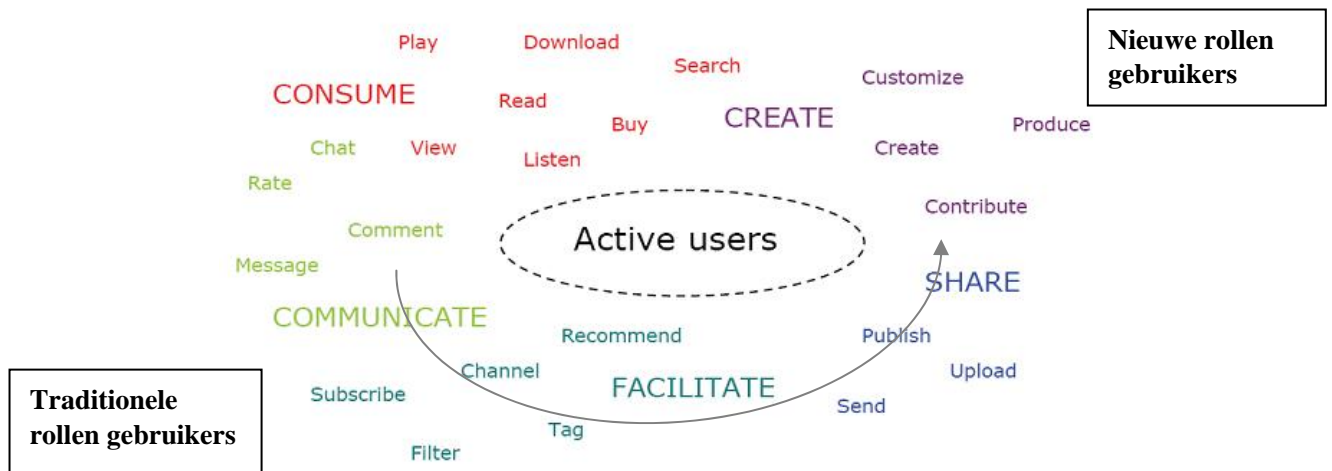 Nieuwe rollen
gebruikers
Play
Download
Search
Customize
CONSUME
Read
Buy
CREATE
Produce
Chat
View
Listen
Create
Rate
Contribute
Comment
Active users
Message
SHARE
COMMUNICATE
Recommend
Publish
Channel
Upload
Subscribe
FACILITATE
Send
Traditionele
rollen gebruikers
Tag
Filter